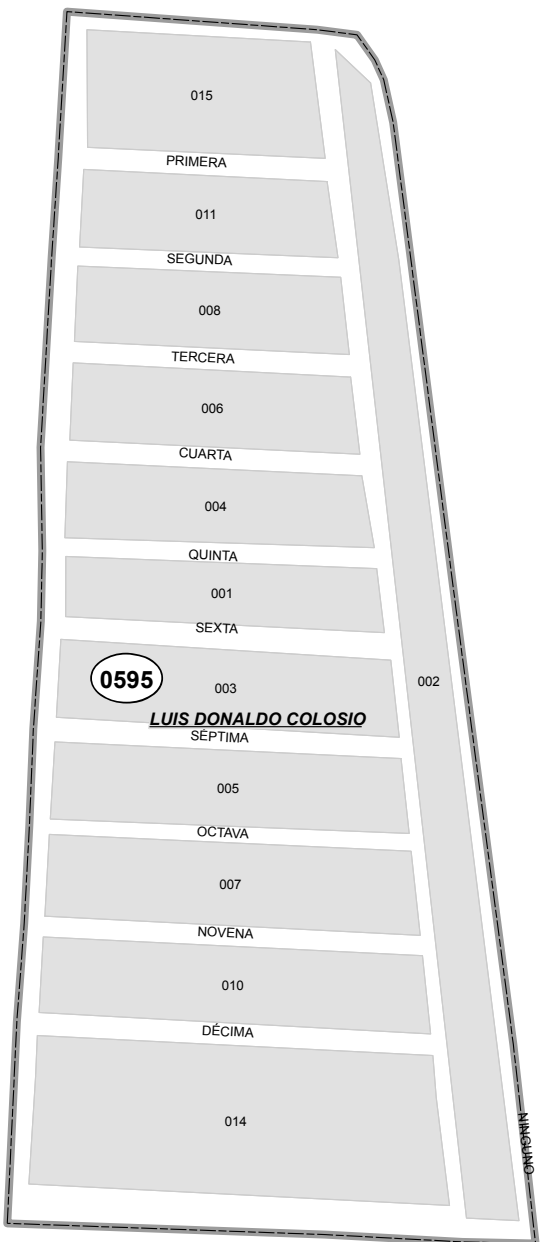 015
PRIMERA
011
SEGUNDA
008
TERCERA
006
CUARTA
004
QUINTA
001
SEXTA
0595
003
002
LUIS DONALDO COLOSIO
SÉPTIMA
005
OCTAVA
007
NOVENA
010
DÉCIMA
014
NINGUNO